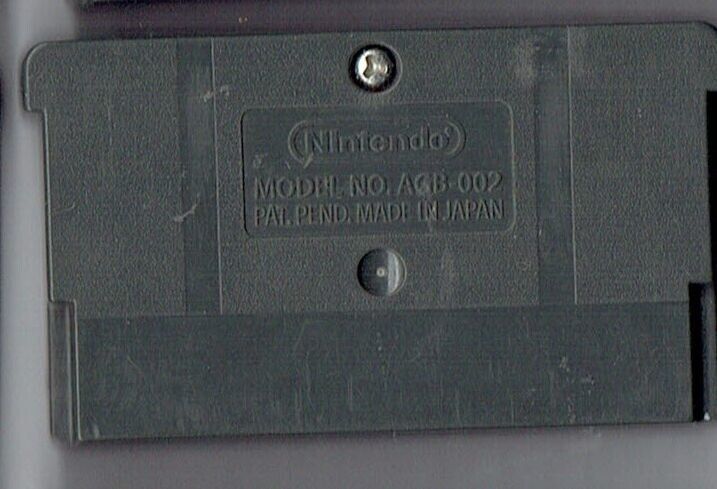 Nintendo®
MODEL NO. AGB-002
PAT. PEND. MADE IN JAPAN